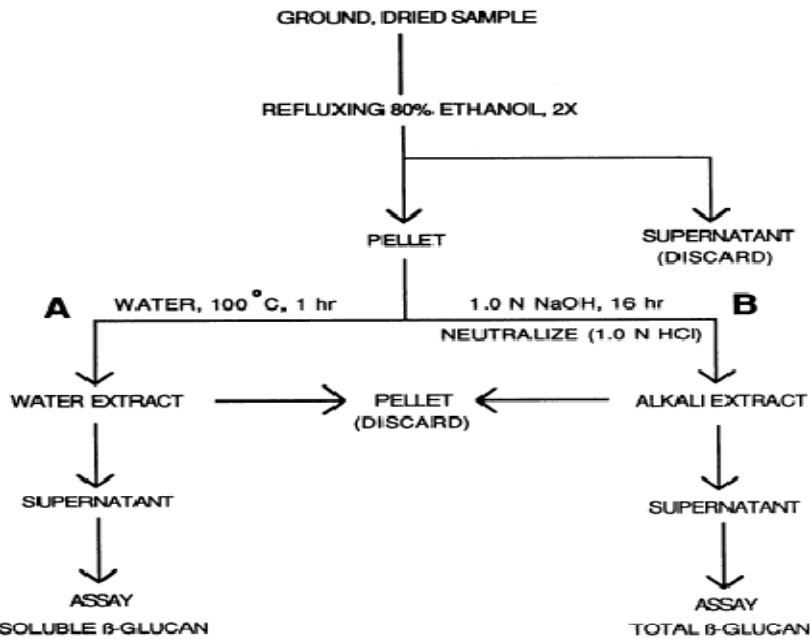 GROUND, DRIED SAMPLE
REFLUXING 80% ETHANOL, 2X
PELLET
SUPERNATANT
(DISCARD)
A
WATER, 100°C, 1 hr
1.0 N NaOH, 16 hr
B
NEUTRALIZE (1.0 N HCl)
WATER EXTRACT
PELLET
(DISCARD)
ALKALI EXTRACT
SUPERNATANT
SUPERNATANT
ASSAY
SOLUBLE β-GLUCAN
ASSAY
TOTAL β-GLUCAN